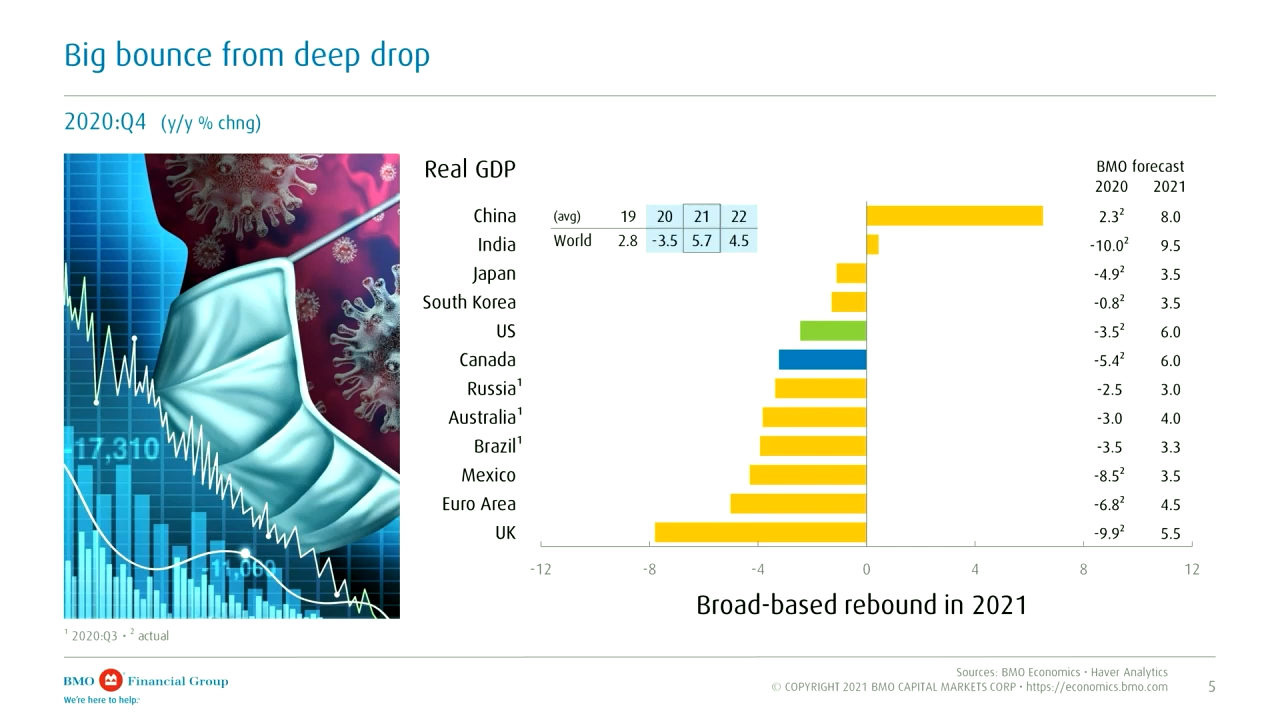 Big bounce from deep drop
2020:Q4 (y/y % chng)
-17,310
-11,069
Real GDP
BMO forecast
2020 2021
(avg) 19 20 21 22
World 2.8 -3.5 5.7 4.5
China 2.3² 8.0
India -10.0² 9.5
Japan -4.9² 3.5
South Korea -0.8² 3.5
US -3.5² 6.0
Canada -5.4² 6.0
Russia¹ -2.5 3.0
Australia¹ -3.0 4.0
Brazil¹ -3.5 3.3
Mexico -8.5² 3.5
Euro Area -6.8² 4.5
UK -9.9² 5.5
-12 -8 -4 0 4 8 12
Broad-based rebound in 2021
¹ 2020:Q3 • ² actual
BMO Financial Group
We're here to help.
Sources: BMO Economics • Haver Analytics
© COPYRIGHT 2021 BMO CAPITAL MARKETS CORP • https://economics.bmo.com
5